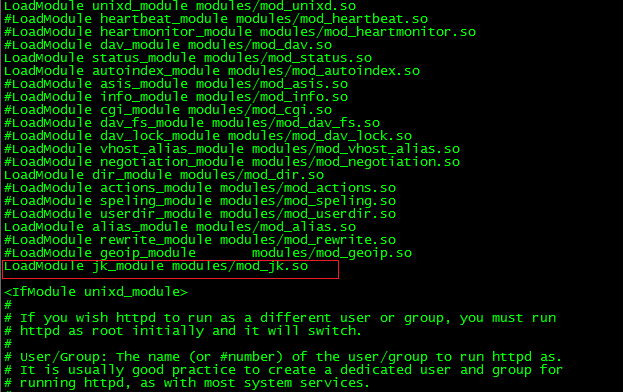 LoadModule unixd_module modules/mod_unixd.so
#LoadModule heartbeat_module modules/mod_heartbeat.so
#LoadModule heartmonitor_module modules/mod_heartmonitor.so
#LoadModule dav_module modules/mod_dav.so
LoadModule status_module modules/mod_status.so
LoadModule autoindex_module modules/mod_autoindex.so
#LoadModule asis_module modules/mod_asis.so
#LoadModule info_module modules/mod_info.so
#LoadModule cgi_module modules/mod_cgi.so
#LoadModule dav_fs_module modules/mod_dav_fs.so
#LoadModule dav_lock_module modules/mod_dav_lock.so
#LoadModule vhost_alias_module modules/mod_vhost_alias.so
#LoadModule negotiation_module modules/mod_negotiation.so
LoadModule dir_module modules/mod_dir.so
#LoadModule actions_module modules/mod_actions.so
#LoadModule speling_module modules/mod_speling.so
#LoadModule userdir_module modules/mod_userdir.so
LoadModule alias_module modules/mod_alias.so
#LoadModule rewrite_module modules/mod_rewrite.so
#LoadModule geoip_module       modules/mod_geoip.so
LoadModule jk_module modules/mod_jk.so
<IfModule unixd_module>
#
# If you wish httpd to run as a different user or group, you must run
# httpd as root initially and it will switch.
#
# User/Group: The name (or #number) of the user/group to run httpd as.
# It is usually good practice to create a dedicated user and group for
# running httpd, as with most system services.
#